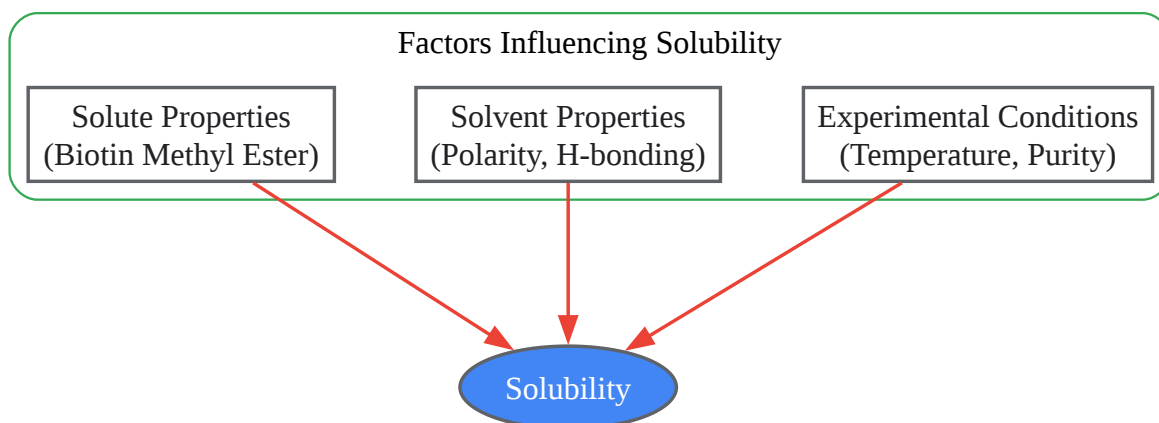 Factors Influencing Solubility
Solute Properties
(Biotin Methyl Ester)
Solvent Properties
(Polarity, H-bonding)
Experimental Conditions
(Temperature, Purity)
Solubility